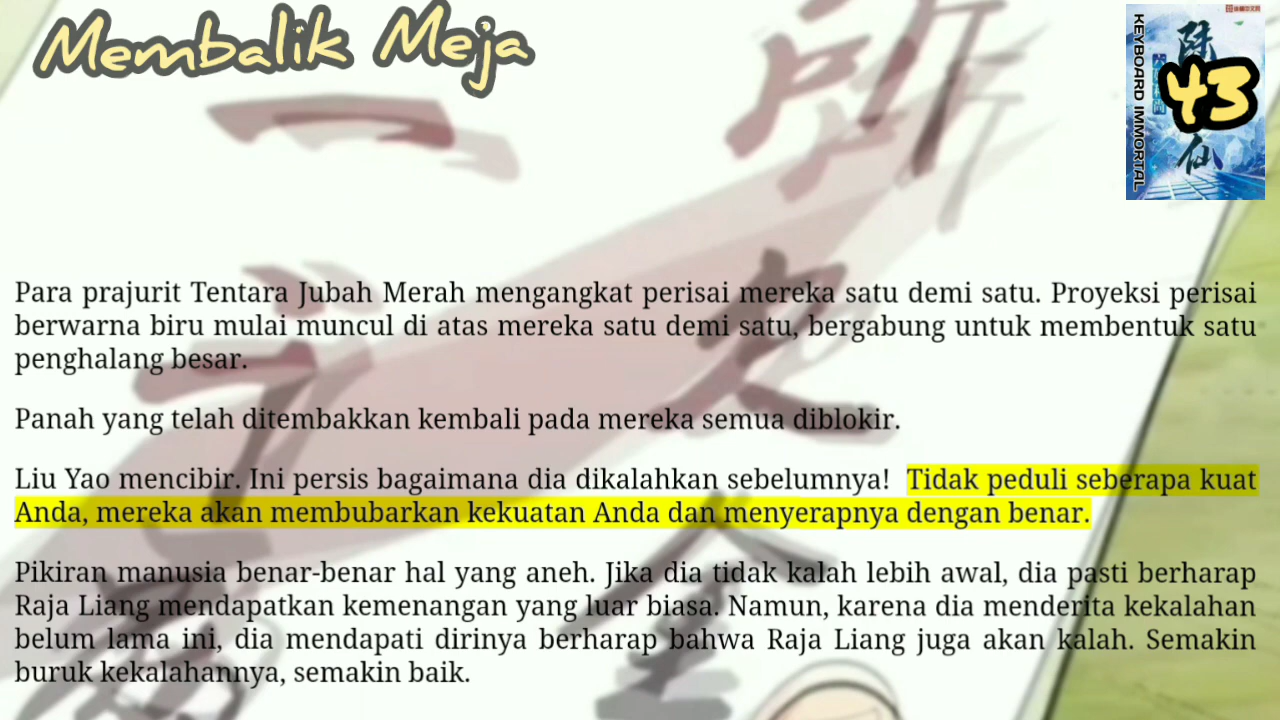 Membalik Meja
KEYBOARD IMMORTAL
43
仙
Para prajurit Tentara Jubah Merah mengangkat perisai mereka satu demi satu. Proyeksi perisai
berwarna biru mulai muncul di atas mereka satu demi satu, bergabung untuk membentuk satu
penghalang besar.
Panah yang telah ditembakkan kembali pada mereka semua diblokir.
Liu Yao mencibir. Ini persis bagaimana dia dikalahkan sebelumnya! Tidak peduli seberapa kuat
Anda, mereka akan membubarkan kekuatan Anda dan menyerapnya dengan benar.
Pikiran manusia benar-benar hal yang aneh. Jika dia tidak kalah lebih awal, dia pasti berharap
Raja Liang mendapatkan kemenangan yang luar biasa. Namun, karena dia menderita kekalahan
belum lama ini, dia mendapati dirinya berharap bahwa Raja Liang juga akan kalah. Semakin
buruk kekalahannya, semakin baik.